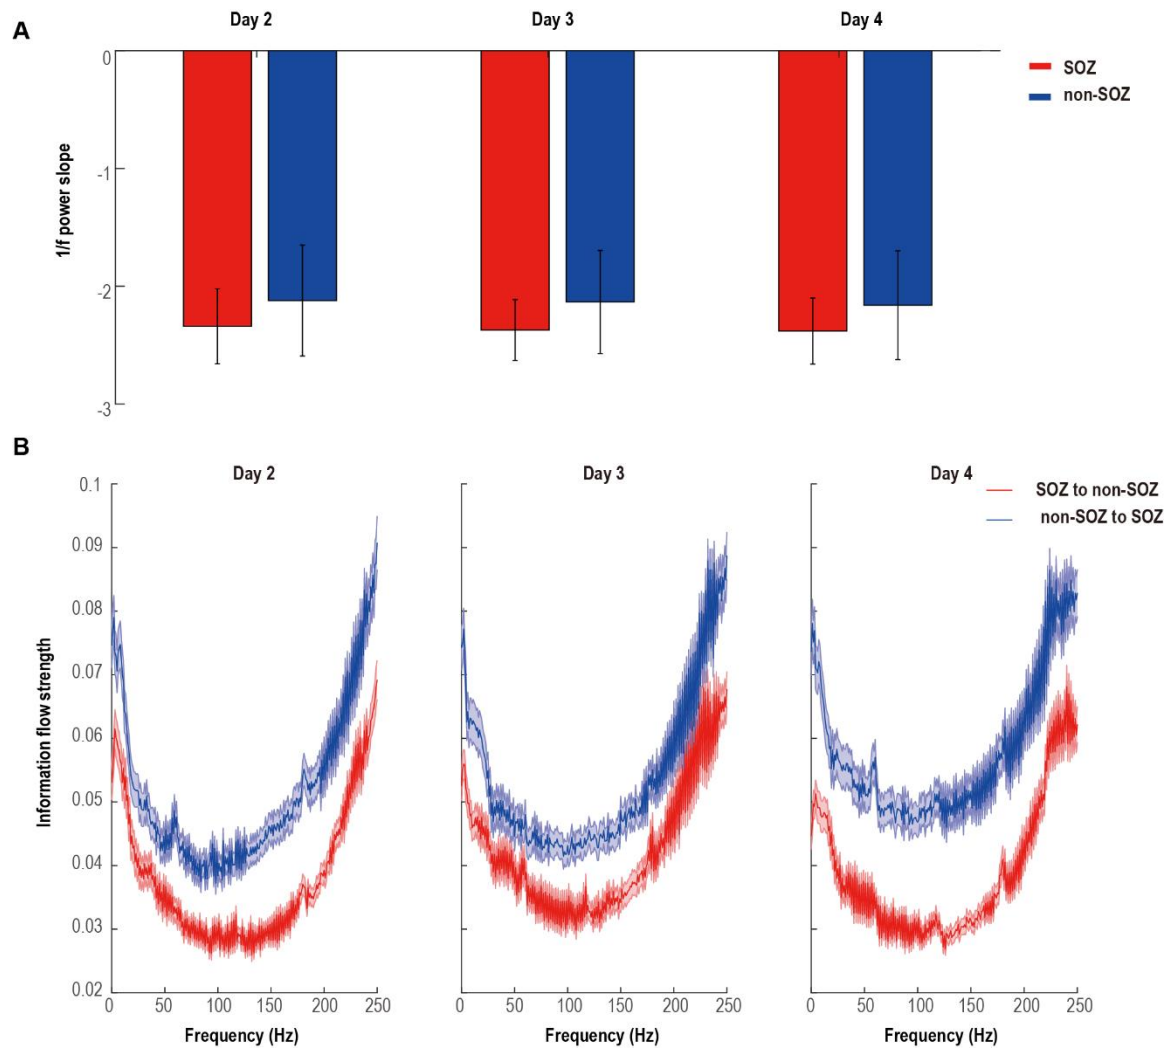 A
Day 2
Day 3
Day 4
SOZ
non-SOZ
0
-1
-2
-3
1/f power slope
B
Day 2
Day 3
Day 4
SOZ to non-SOZ
non-SOZ to SOZ
0.1
0.09
0.08
0.07
0.06
0.05
0.04
0.03
0.02
Information flow strength
0 50 100 150 200 250
0 50 100 150 200 250
0 50 100 150 200 250
Frequency (Hz)
Frequency (Hz)
Frequency (Hz)